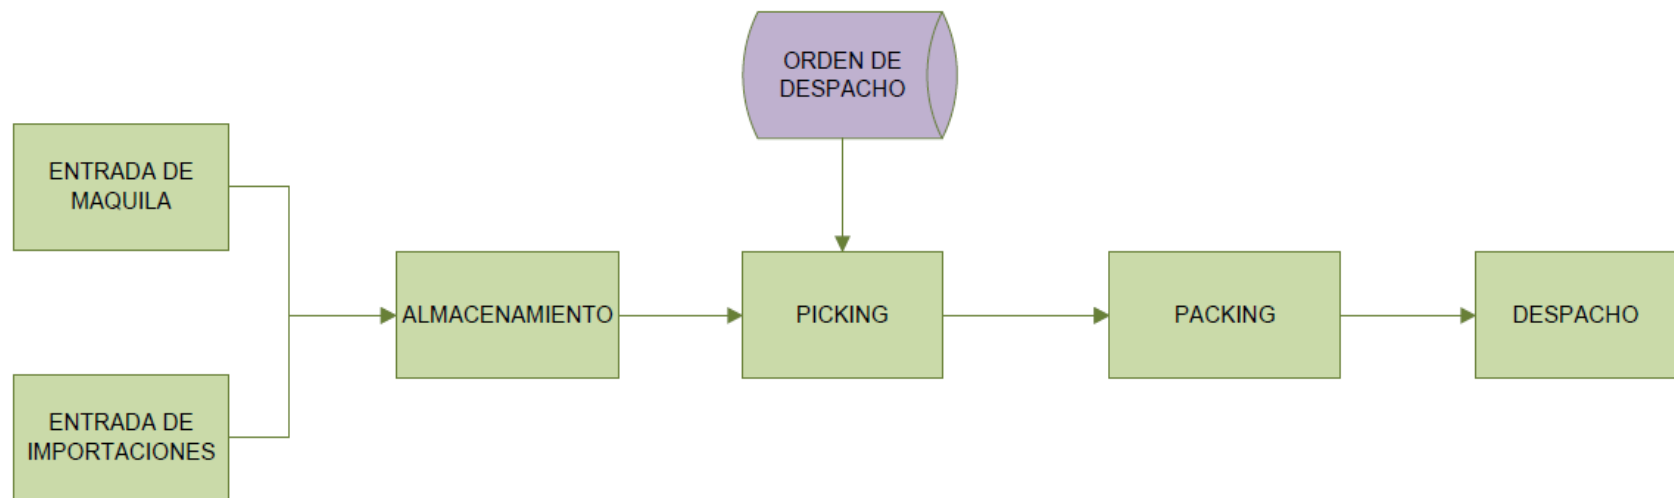 ORDEN DE
DESPACHO
ENTRADA DE
MAQUILA
ALMACENAMIENTO
PICKING
PACKING
DESPACHO
ENTRADA DE
IMPORTACIONES